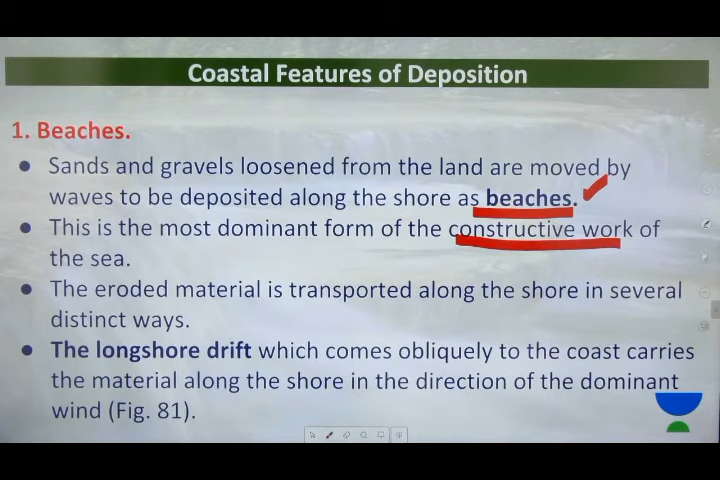 Coastal Features of Deposition
1. Beaches.
● Sands and gravels loosened from the land are moved by
waves to be deposited along the shore as beaches.
● This is the most dominant form of the constructive work of
the sea.
● The eroded material is transported along the shore in several
distinct ways.
● The longshore drift which comes obliquely to the coast carries
the material along the shore in the direction of the dominant
wind (Fig. 81).